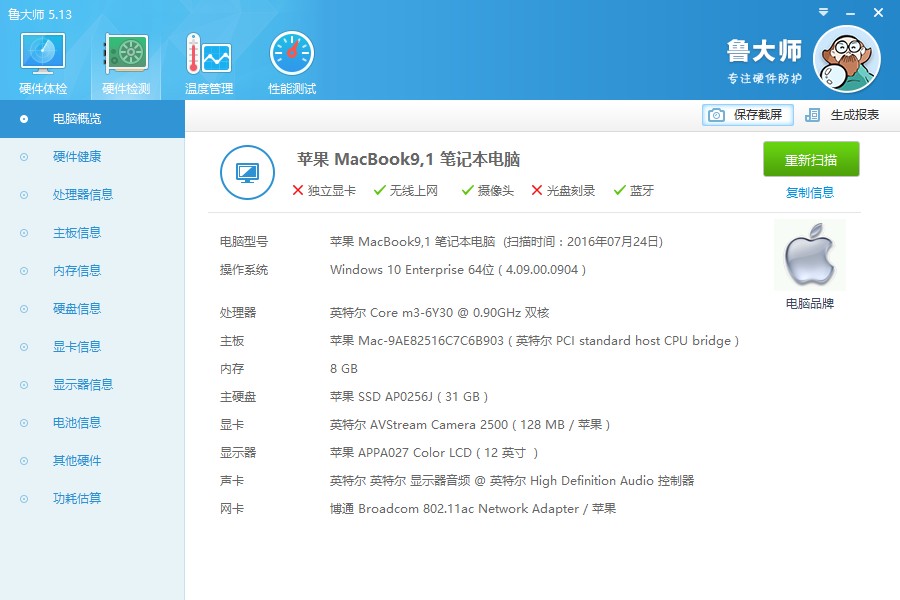 鲁大师 5.13
硬件体检
硬件检测
温度管理
性能测试
鲁大师
专注硬件防护
电脑概览
硬件健康
处理器信息
主板信息
内存信息
硬盘信息
显卡信息
显示器信息
电池信息
其他硬件
功耗估算
保存截屏
生成报表
苹果 MacBook9,1 笔记本电脑
独立显卡 无线上网 摄像头 光盘刻录 蓝牙
重新扫描
复制信息
电脑型号 苹果 MacBook9,1 笔记本电脑 (扫描时间：2016年07月24日)
操作系统 Windows 10 Enterprise 64位 ( 4.09.00.0904 )
电脑品牌
处理器 英特尔 Core m3-6Y30 @ 0.90GHz 双核
主板 苹果 Mac-9AE82516C7C6B903 ( 英特尔 PCI standard host CPU bridge )
内存 8 GB
主硬盘 苹果 SSD AP0256J ( 31 GB )
显卡 英特尔 AVStream Camera 2500 ( 128 MB / 苹果 )
显示器 苹果 APPA027 Color LCD ( 12 英寸 )
声卡 英特尔 英特尔 显示器音频 @ 英特尔 High Definition Audio 控制器
网卡 博通 Broadcom 802.11ac Network Adapter / 苹果